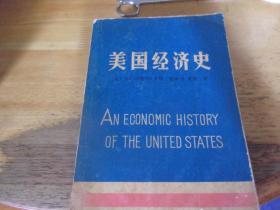 美国经济史
AN ECONOMIC HISTORY
OF THE UNITED STATES